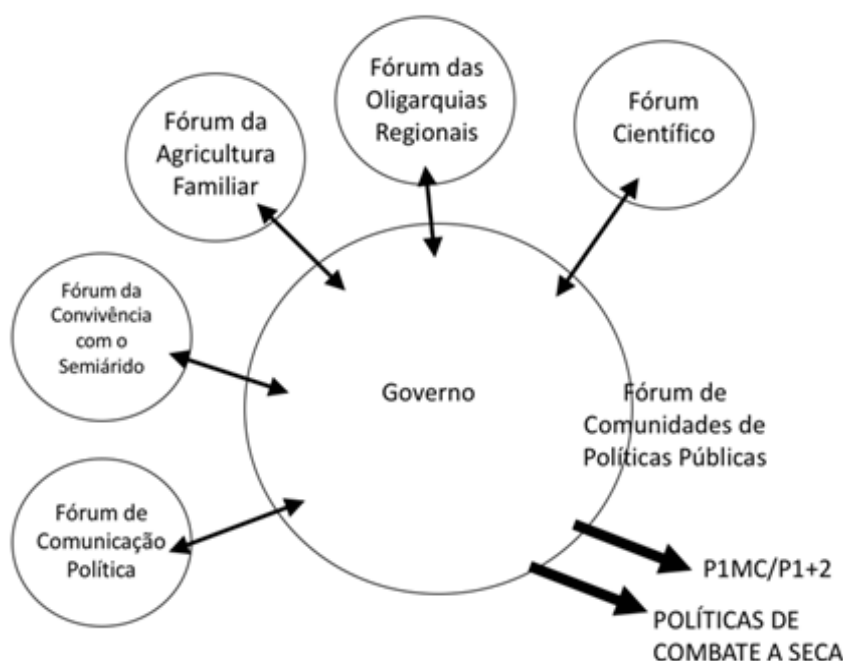 Fórum das
Oligarquias
Regionais
Fórum
Científico
Fórum da
Agricultura
Familiar
Fórum da
Convivência
com o
Semiárido
Governo
Fórum de
Comunidades de
Políticas Públicas
Fórum de
Comunicação
Política
P1MC/P1+2
POLÍTICAS DE
COMBATE A SECA